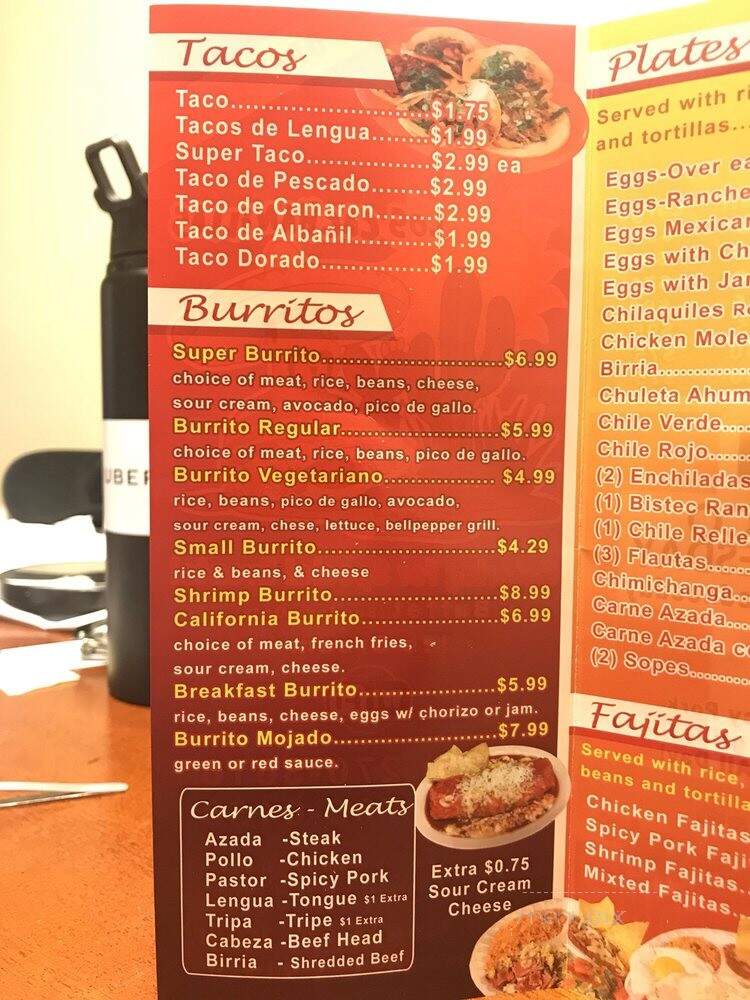 Tacos
Taco..............................$1.75
Tacos de Lengua........$1.99
Super Taco..................$2.99 ea
Taco de Pescado........$2.99
Taco de Camaron........$2.99
Taco de Albañil...........$1.99
Taco Dorado................$1.99
Burritos
Super Burrito............................$6.99
choice of meat, rice, beans, cheese,
sour cream, avocado, pico de gallo.
Burrito Regular........................$5.99
choice of meat, rice, beans, pico de gallo.
Burrito Vegetariano................. $4.99
rice, beans, pico de gallo, avocado,
sour cream, chese, lettuce, bellpepper grill.
Small Burrito...........................$4.29
rice & beans, & cheese
Shrimp Burrito.........................$8.99
California Burrito.....................$6.99
choice of meat, french fries,
sour cream, cheese.
Breakfast Burrito.....................$5.99
rice, beans, cheese, eggs w/ chorizo or jam.
Burrito Mojado.........................$7.99
green or red sauce.
Carnes - Meats
Azada -Steak
Pollo -Chicken
Pastor -Spicy Pork
Lengua -Tongue $1 Extra
Tripa -Tripe $1 Extra
Cabeza -Beef Head
Birria - Shredded Beef
Extra $0.75
Sour Cream
Cheese
Plates
Served with
and tortillas...
Eggs-Over
Eggs-Ranche
Eggs Mexican
Eggs with Ch
Eggs with
Chilaquiles
Chicken Mole
Birria.............
Chuleta Ahum
Chile Verde....
Chile Rojo......
(2) Enchiladas
(1) Bistec Ran
(1) Chile Relle
(3) Flautas......
Chimichanga...
Carne Azada....
Carne Azada
(2) Sopes.........
Fajitas
Served with rice,
beans and tortilla
Chicken Fajitas
Spicy Pork Faji
Shrimp Fajitas..
Mixted Fajitas..
UBER